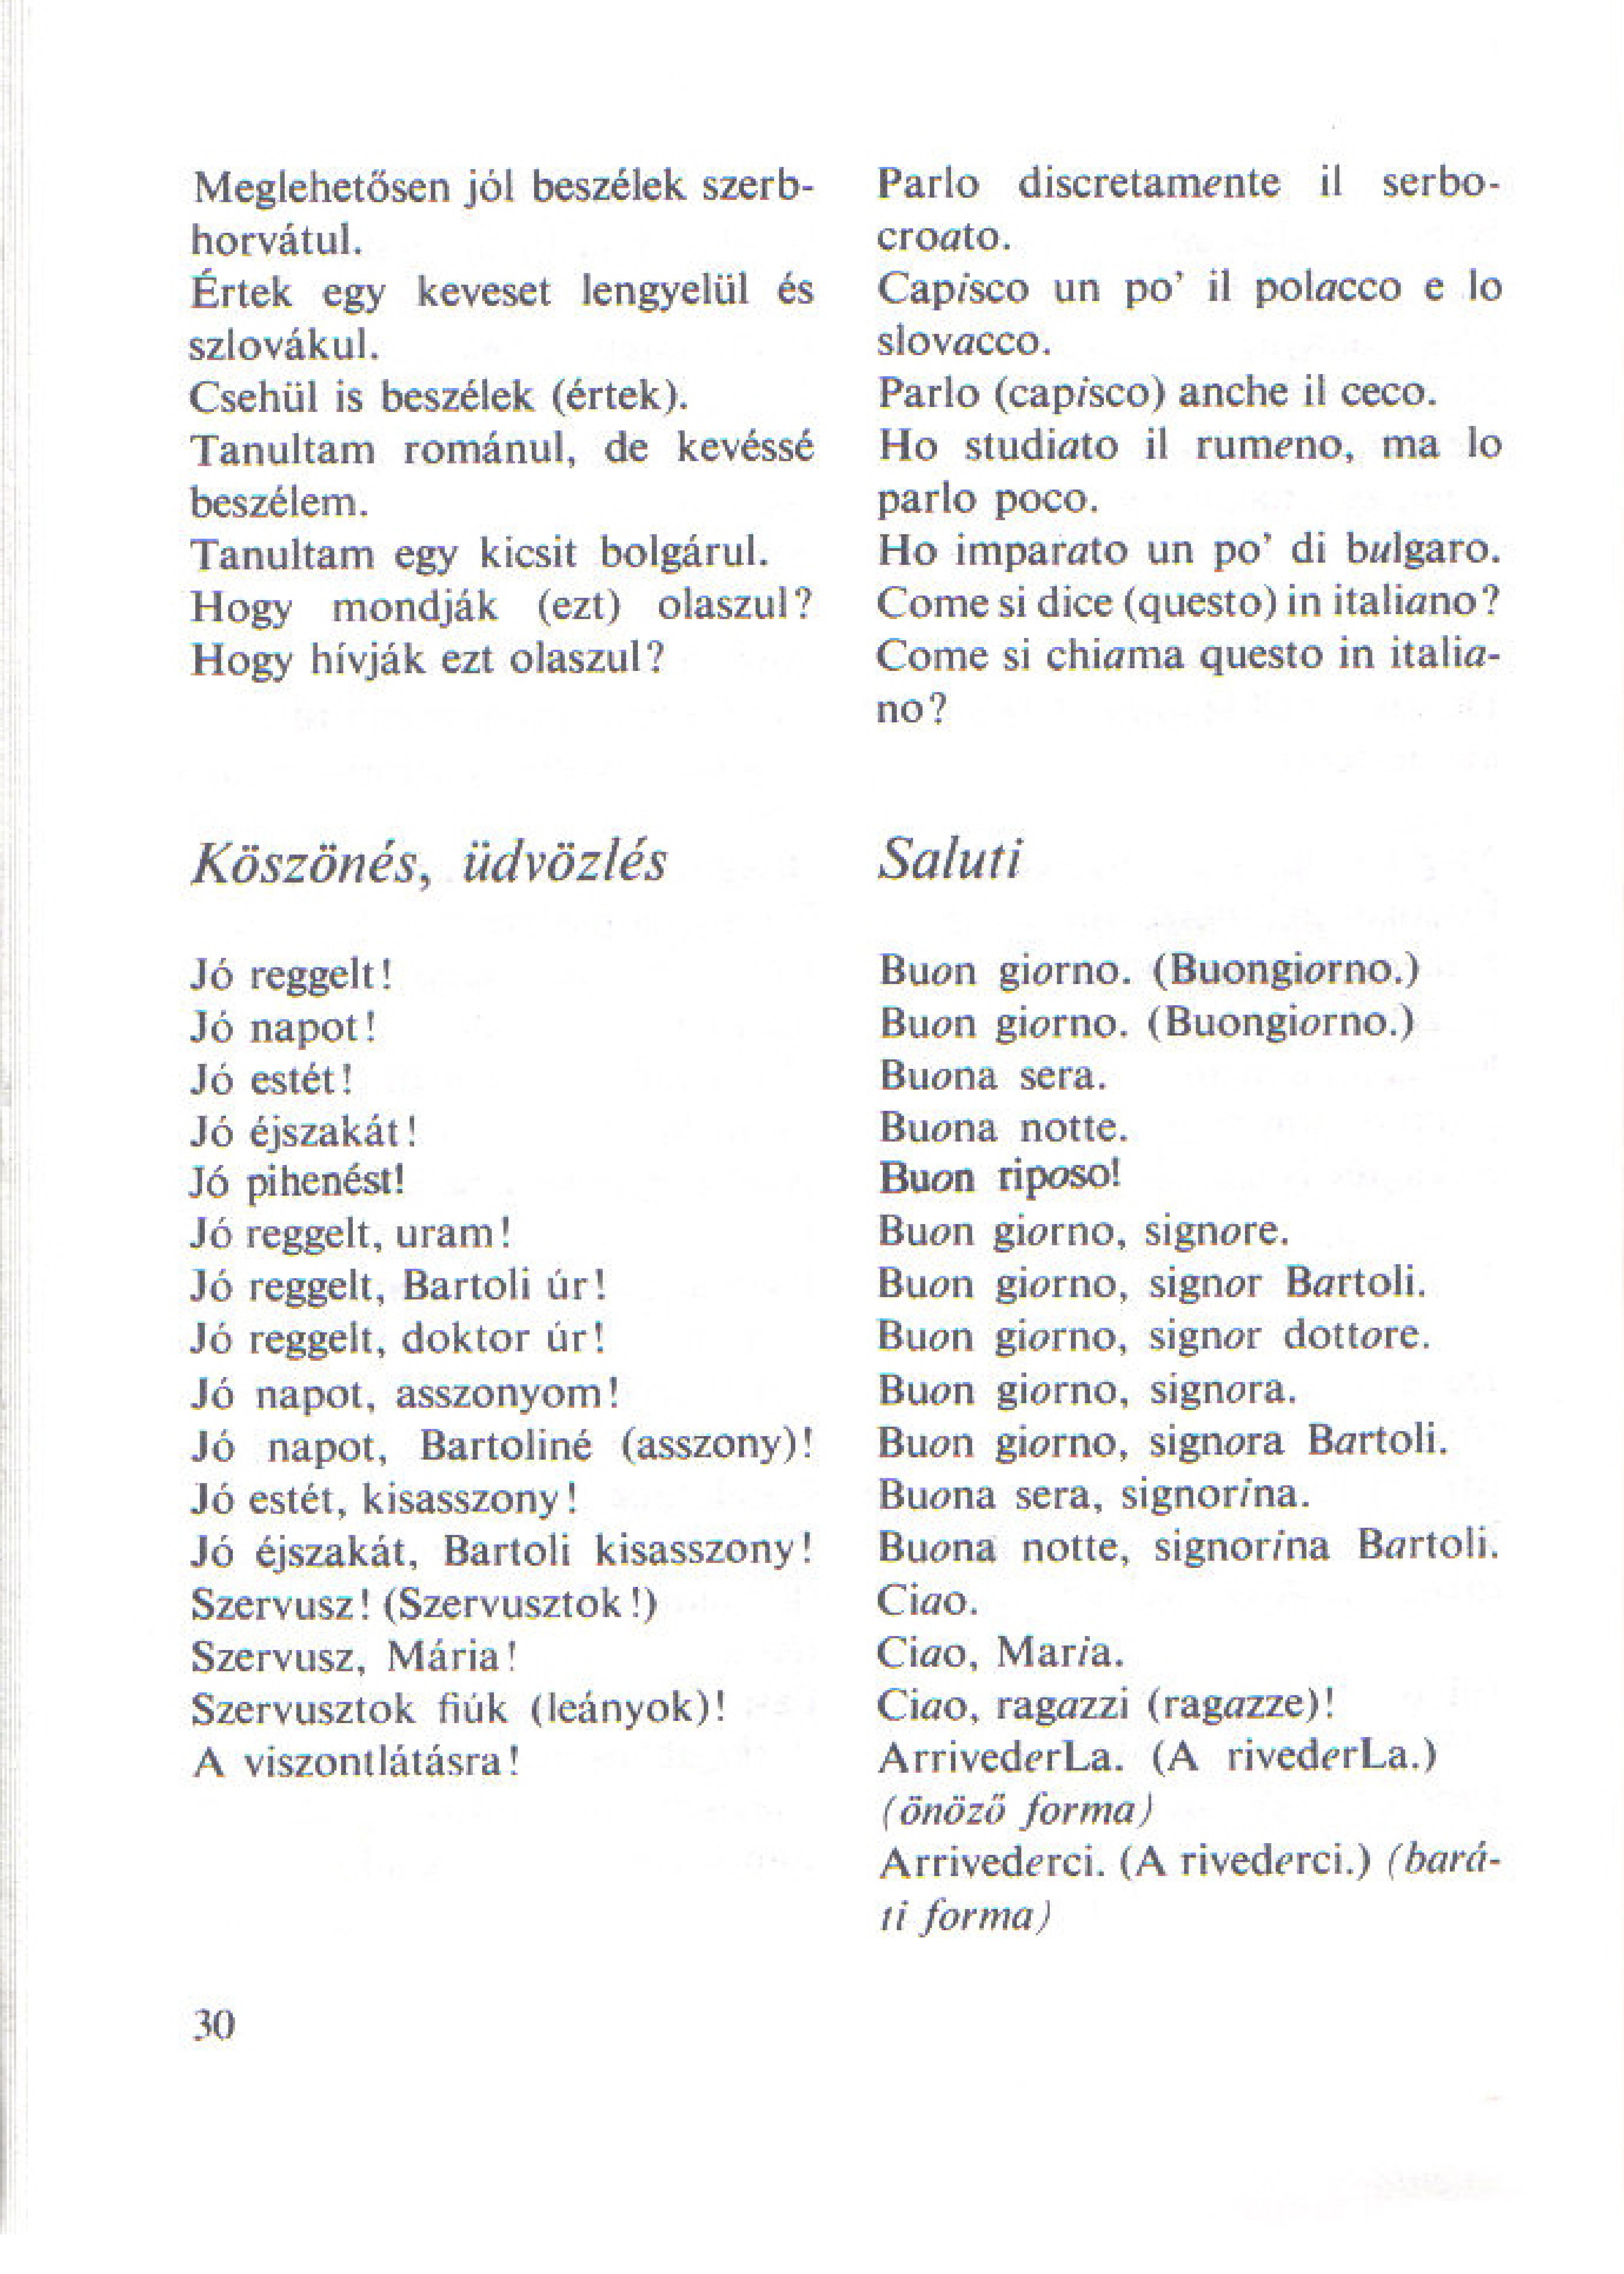 Meglehetősen jól beszélek szerb-
horvátul.
Értek egy keveset lengyelül és
szlovákul.
Csehül is beszélek (értek).
Tanultam románul, de kevéssé
beszélem.
Tanultam egy kicsit bolgárul.
Hogy mondják (ezt) olaszul?
Hogy hívják ezt olaszul?
Parlo discretamente il serbo-
croato.
Capisco un po’ il polacco e lo
slovacco.
Parlo (capisco) anche il ceco.
Ho studiato il rumeno, ma lo
parlo poco.
Ho imparato un po’ di bulgaro.
Come si dice (questo) in italiano?
Come si chiama questo in italia-
no?
Köszönés, üdvözlés
Saluti
Jó reggelt!
Jó napot!
Jó estét!
Jó éjszakát!
Jó pihenést!
Jó reggelt, uram!
Jó reggelt, Bartoli úr!
Jó reggelt, doktor úr!
Jó napot, asszonyom!
Jó napot, Bartoliné (asszony)!
Jó estét, kisasszony!
Jó éjszakát, Bartoli kisasszony!
Szervusz! (Szervusztok!)
Szervusz, Mária!
Szervusztok fiúk (leányok)!
A viszontlátásra!
Buon giorno. (Buongiorno.)
Buon giorno. (Buongiorno.)
Buona sera.
Buona notte.
Buon riposo!
Buon giorno, signore.
Buon giorno, signor Bartoli.
Buon giorno, signor dottore.
Buon giorno, signora.
Buon giorno, signora Bartoli.
Buona sera, signorina.
Buona notte, signorina Bartoli.
Ciao.
Ciao, Maria.
Ciao, ragazzi (ragazze)!
ArrivederLa. (A rivederLa.)
(önöző forma)
Arrivederci. (A rivederci.) (bará-
ti forma)
30